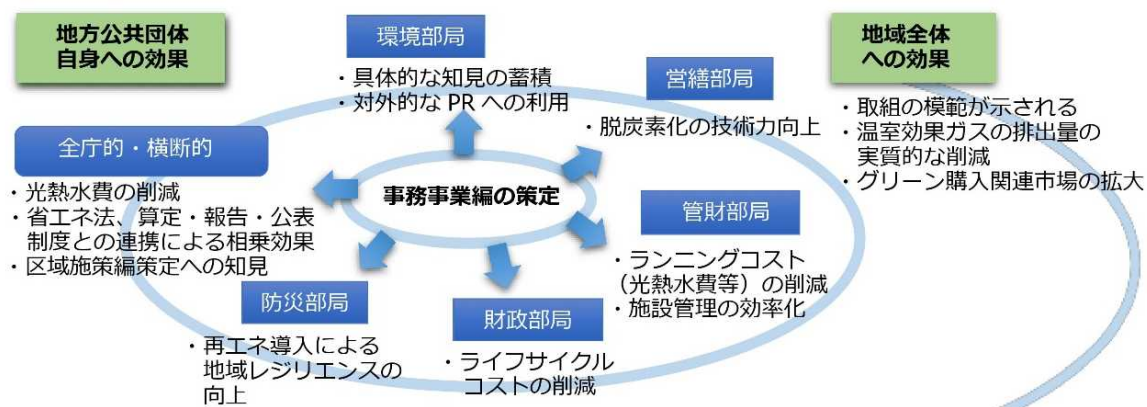 地方公共団体
自身への効果
環境部局
・具体的な知見の蓄積
・対外的な PR への利用
営繕部局
・脱炭素化の技術力向上
地域全体
への効果
・取組の模範が示される
・温室効果ガスの排出量の
実質的な削減
・グリーン購入関連市場の拡大
全庁的・横断的
・光熱水費の削減
・省エネ法、算定・報告・公表
制度との連携による相乗効果
・区域施策編策定への知見
事務事業編の策定
管財部局
・ランニングコスト
（光熱水費等）の削減
・施設管理の効率化
防災部局
・再エネ導入による
地域レジリエンスの
向上
財政部局
・ライフサイクル
コストの削減